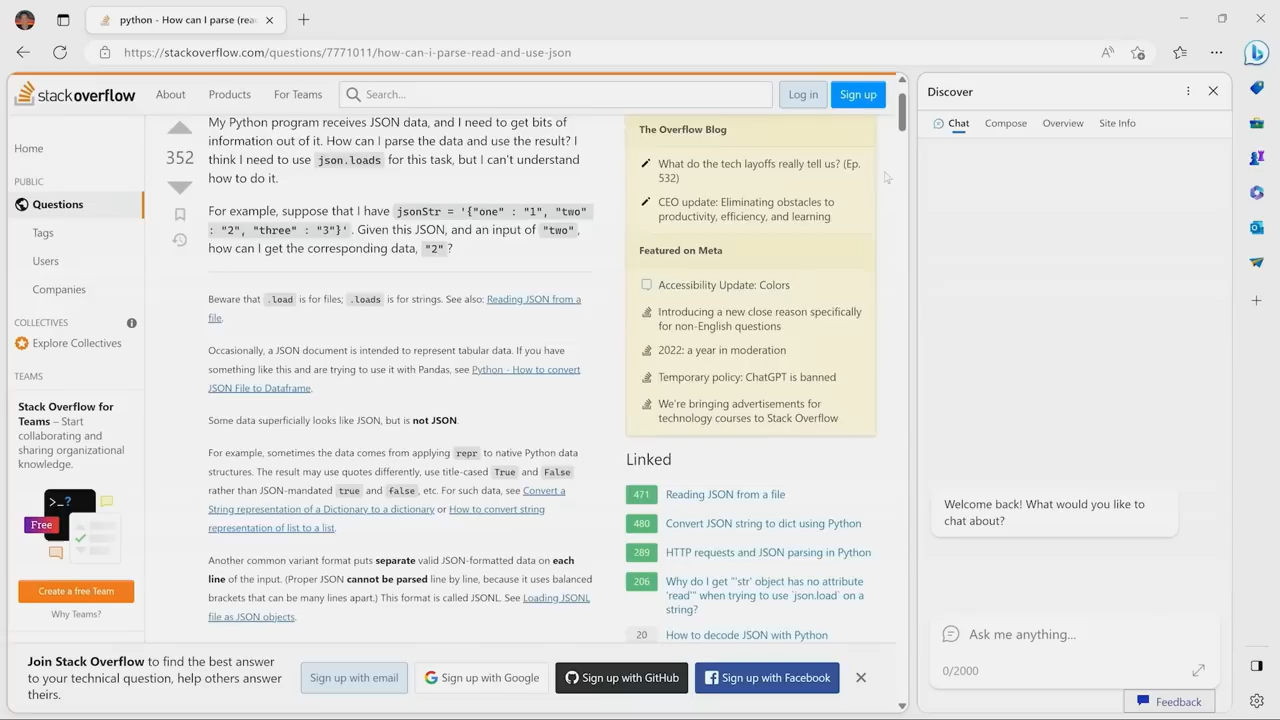 python - How can I parse (rea
https://stackoverflow.com/questions/7771011/how-can-i-parse-read-and-use-json
stackoverflow
About
Products
For Teams
Search...
Log in
Sign up
Home
PUBLIC
Questions
Tags
Users
Companies
COLLECTIVES
Explore Collectives
TEAMS
Stack Overflow for
Teams – Start
collaborating and
sharing organizational
knowledge.
>_?
Free
Create a free Team
Why Teams?
352
My Python program receives JSON data, and I need to get bits of
information out of it. How can I parse the data and use the result? I
think I need to use json.loads for this task, but I can't understand
how to do it.
For example, suppose that I have jsonStr = '{"one" : "1", "two"
: "2", "three" : "3"}'. Given this JSON, and an input of "two",
how can I get the corresponding data, "2"?
Beware that .load is for files; .loads is for strings. See also: Reading JSON from a
file.
Occasionally, a JSON document is intended to represent tabular data. If you have
something like this and are trying to use it with Pandas, see Python - How to convert
JSON File to Dataframe.
Some data superficially looks like JSON, but is not JSON.
For example, sometimes the data comes from applying repr to native Python data
structures. The result may use quotes differently, use title-cased True and False
rather than JSON-mandated true and false, etc. For such data, see Convert a
String representation of a Dictionary to a dictionary or How to convert string
representation of list to a list.
Another common variant format puts separate valid JSON-formatted data on each
line of the input. (Proper JSON cannot be parsed line by line, because it uses balanced
brackets that can be many lines apart.) This format is called JSONL. See Loading JSONL
file as JSON objects.
The Overflow Blog
What do the tech layoffs really tell us? (Ep.
532)
CEO update: Eliminating obstacles to
productivity, efficiency, and learning
Featured on Meta
Accessibility Update: Colors
Introducing a new close reason specifically
for non-English questions
2022: a year in moderation
Temporary policy: ChatGPT is banned
We're bringing advertisements for
technology courses to Stack Overflow
Linked
471 Reading JSON from a file
480 Convert JSON string to dict using Python
289 HTTP requests and JSON parsing in Python
206 Why do I get "'str' object has no attribute
'read'" when trying to use `json.load` on a
string?
20 How to decode JSON with Python
Join Stack Overflow to find the best answer
to your technical question, help others answer
theirs.
Sign up with email
Sign up with Google
Sign up with GitHub
Sign up with Facebook
Discover
Chat
Compose
Overview
Site Info
Welcome back! What would you like to
chat about?
Ask me anything...
0/2000
Feedback